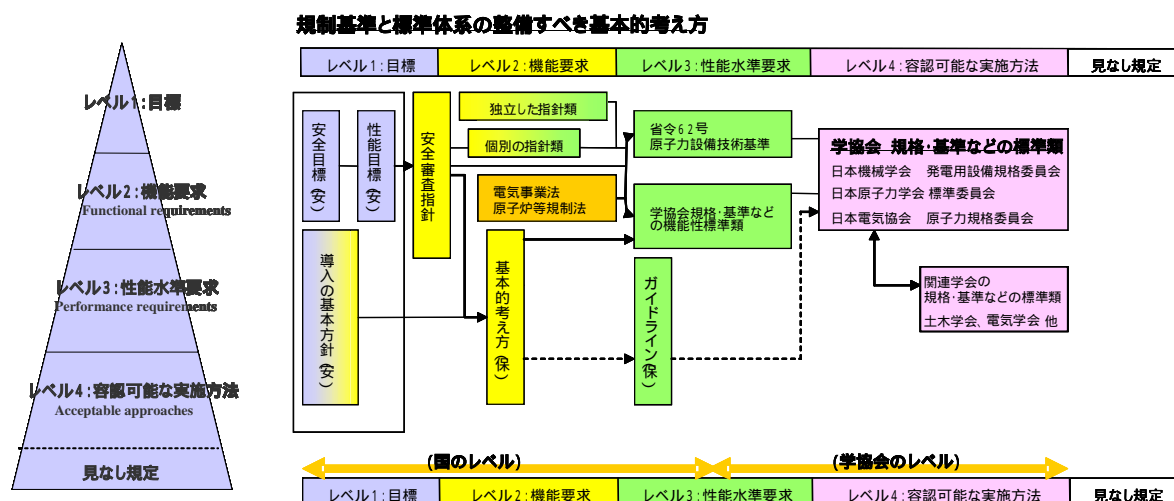 規制基準と標準体系の整備すべき基本的考え方
レベル1:目標
レベル2:機能要求
レベル3:性能水準要求
レベル4:容認可能な実施方法
見なし規定
レベル1:目標
レベル2:機能要求
Functional requirements
レベル3:性能水準要求
Performance requirements
レベル4:容認可能な実施方法
Acceptable approaches
見なし規定
安全目標(安)
性能目標(安)
導入の基本方針(安)
安全審査指針
独立した指針類
個別の指針類
電気事業法
原子炉等規制法
基本的考え方(保)
省令62号
原子力設備技術基準
学協会規格・基準など
の機能性標準類
ガイドライン(保)
学協会 規格・基準などの標準類
日本機械学会 発電用設備規格委員会
日本原子力学会 標準委員会
日本電気協会 原子力規格委員会
関連学会の
規格・基準などの標準類
土木学会、電気学会 他
(国のレベル)
(学協会のレベル)
レベル1:目標
レベル2:機能要求
レベル3:性能水準要求
レベル4:容認可能な実施方法
見なし規定